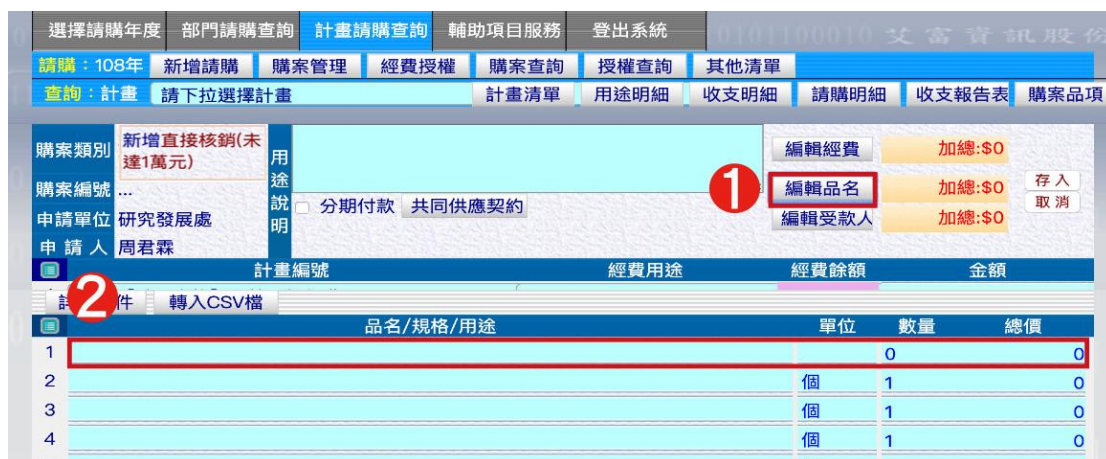 選擇請購年度 部門請購查詢 計畫請購查詢 輔助項目服務 登出系統
請購：108年 新增請購 購案管理 經費授權 購案查詢 授權查詢 其他清單
查詢：計畫 請下拉選擇計畫 計畫清單 用途明細 收支明細 請購明細 收支報告表 購案品項
購案類別 新增直接核銷(未達1萬元)
購案編號 ...
申請單位 研究發展處
申 請 人 周君霖
用途說明
分期付款 共同供應契約
編輯經費 加總:$0
1 編輯品名 加總:$0
編輯受款人 加總:$0
存 入
取 消
計畫編號 經費用途 經費餘額 金額
2 件 轉入CSV檔
品名/規格/用途 單位 數量 總價
1 0 0
2 個 1 0
3 個 1 0
4 個 1 0